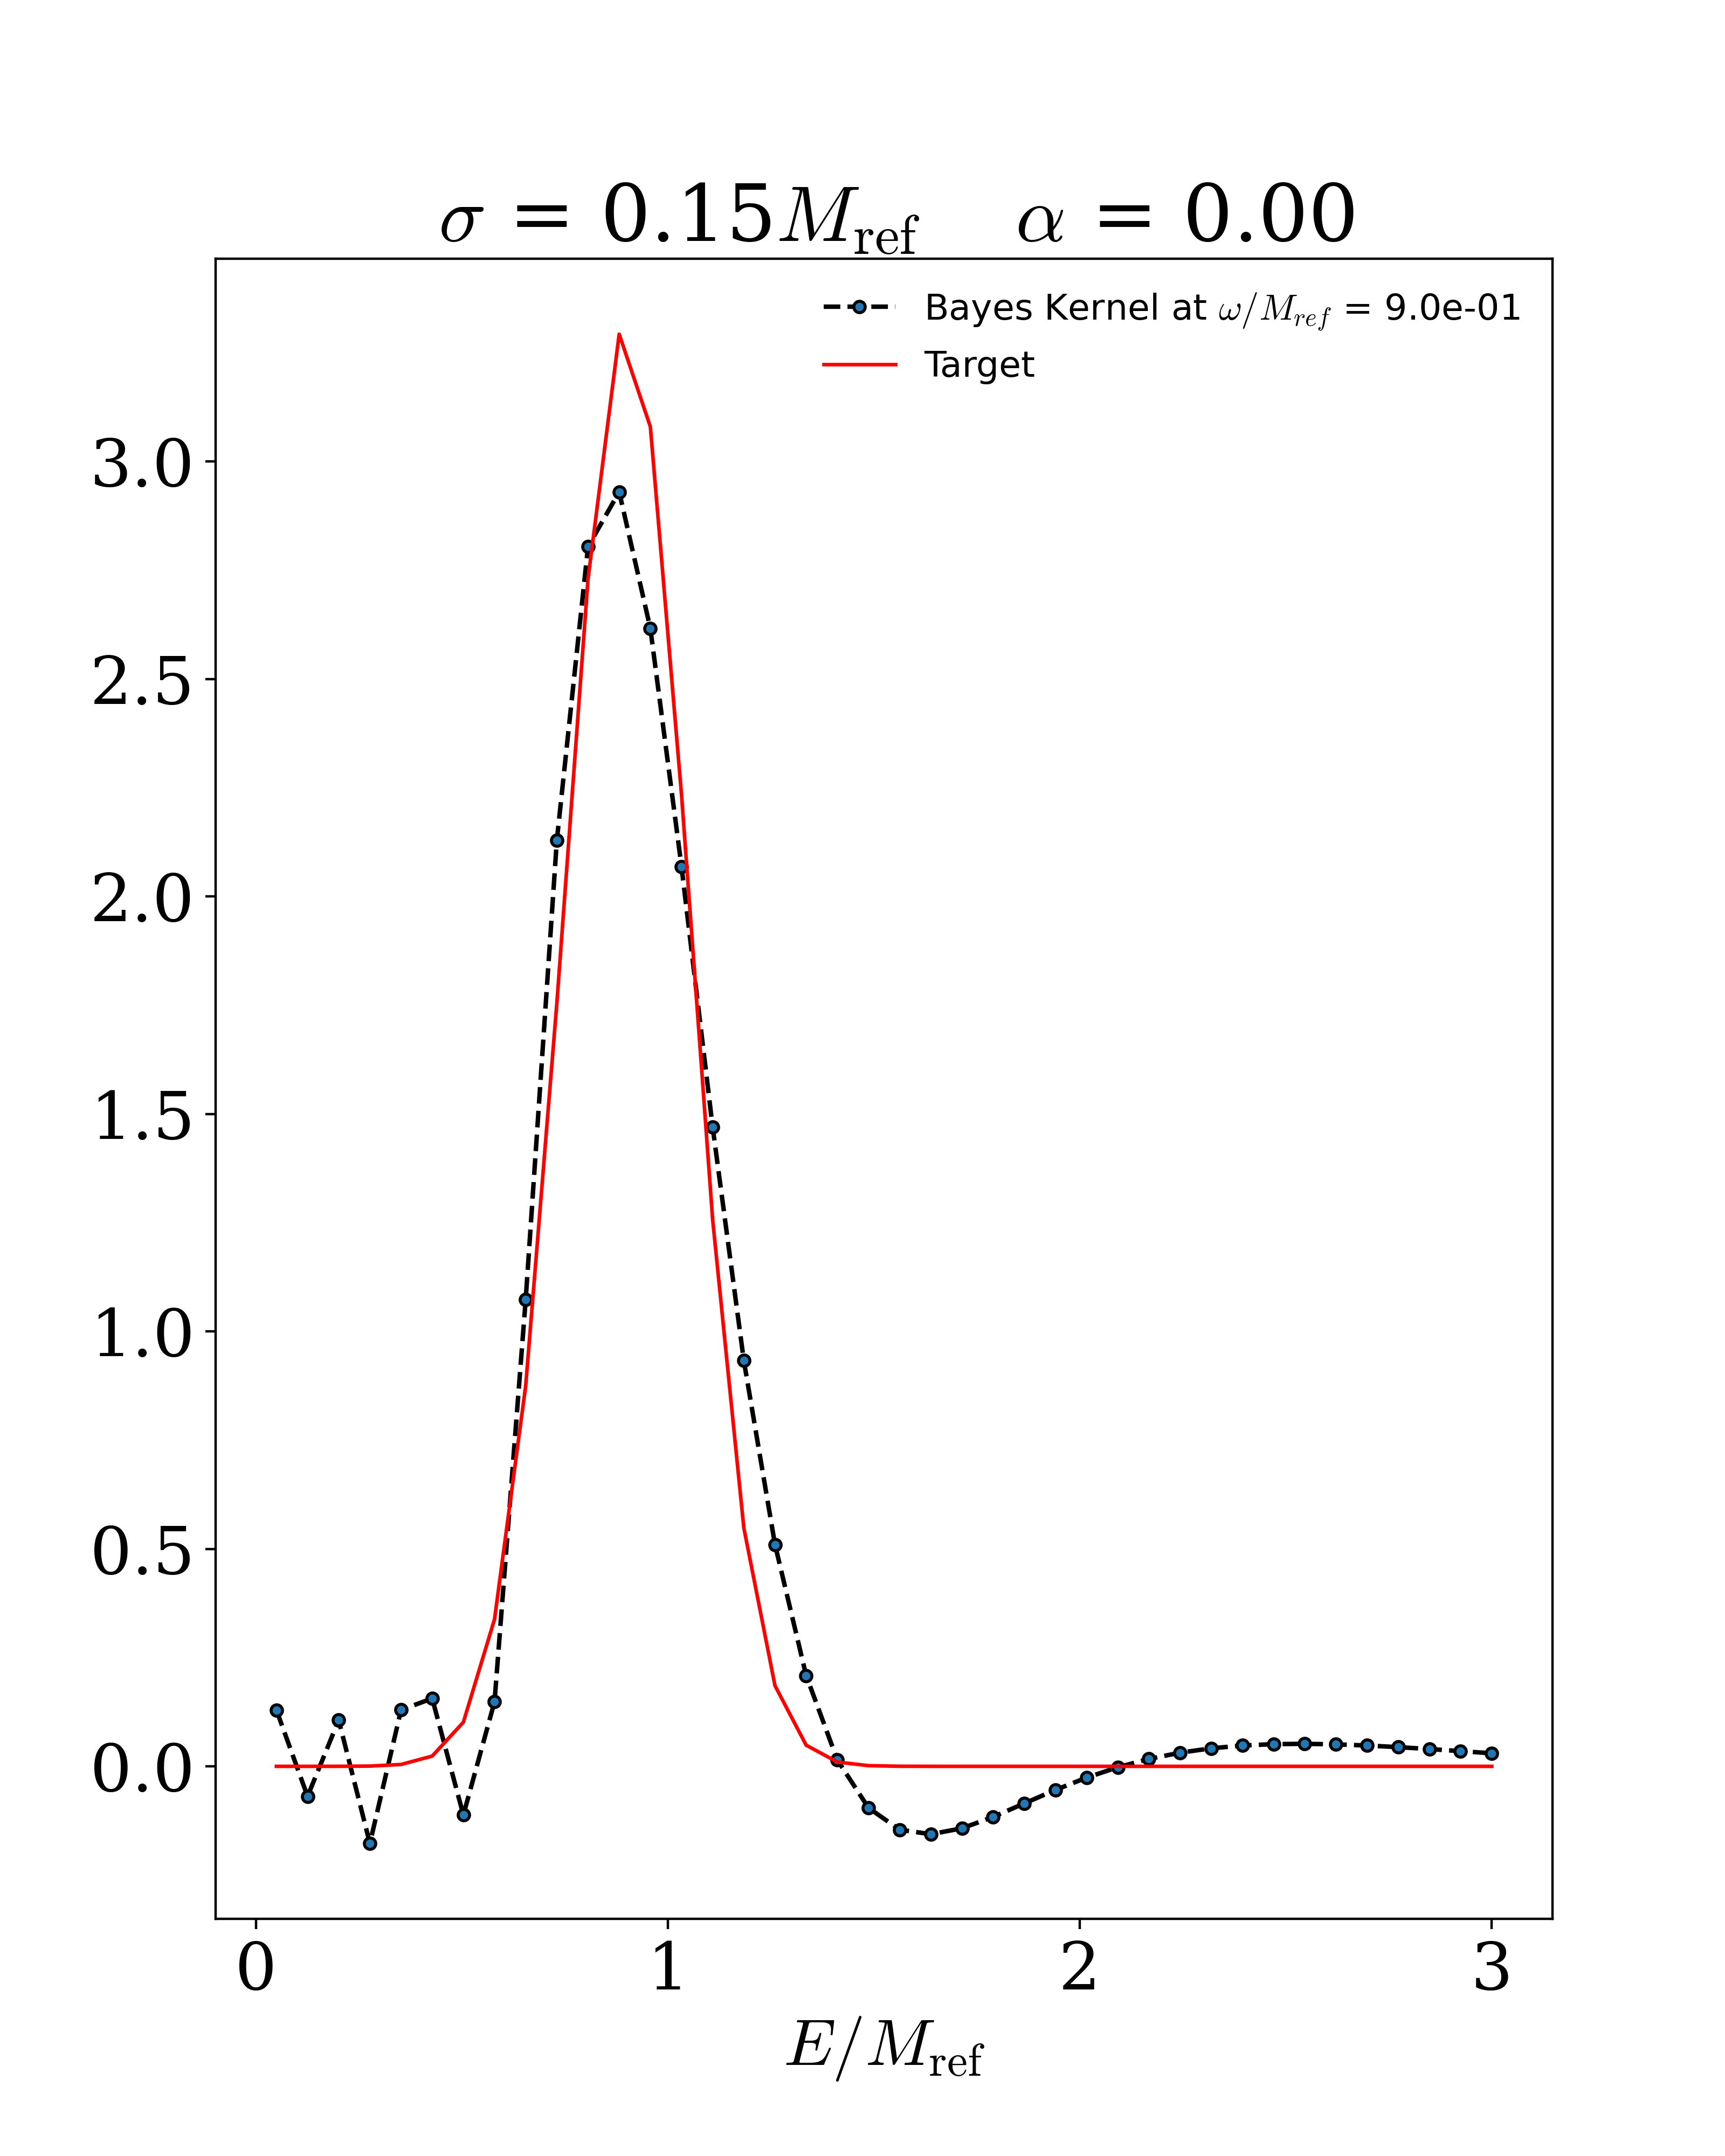 σ = 0.15M_ref α = 0.00
Bayes Kernel at ω/M_ref = 9.0e-01
Target
3.0
2.5
2.0
1.5
1.0
0.5
0.0
0 1 2 3
E/M_ref